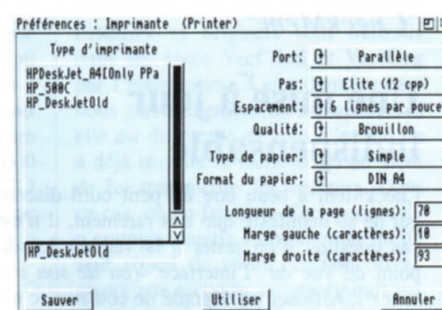 Préférences : Imprimante (Printer)
Type d'imprimante
HPDeskJet_A4[Only PPa
HP_500C
HP_DeskJetOld
HP_DeskJetOld
Port: Parallèle
Pas: Elite (12 cpp)
Espacement: 6 lignes par pouce
Qualité: Brouillon
Type de papier: Simple
Format du papier: DIN A4
Longueur de la page (lignes): 70
Marge gauche (caractères): 10
Marge droite (caractères): 93
Sauver
Utiliser
Annuler